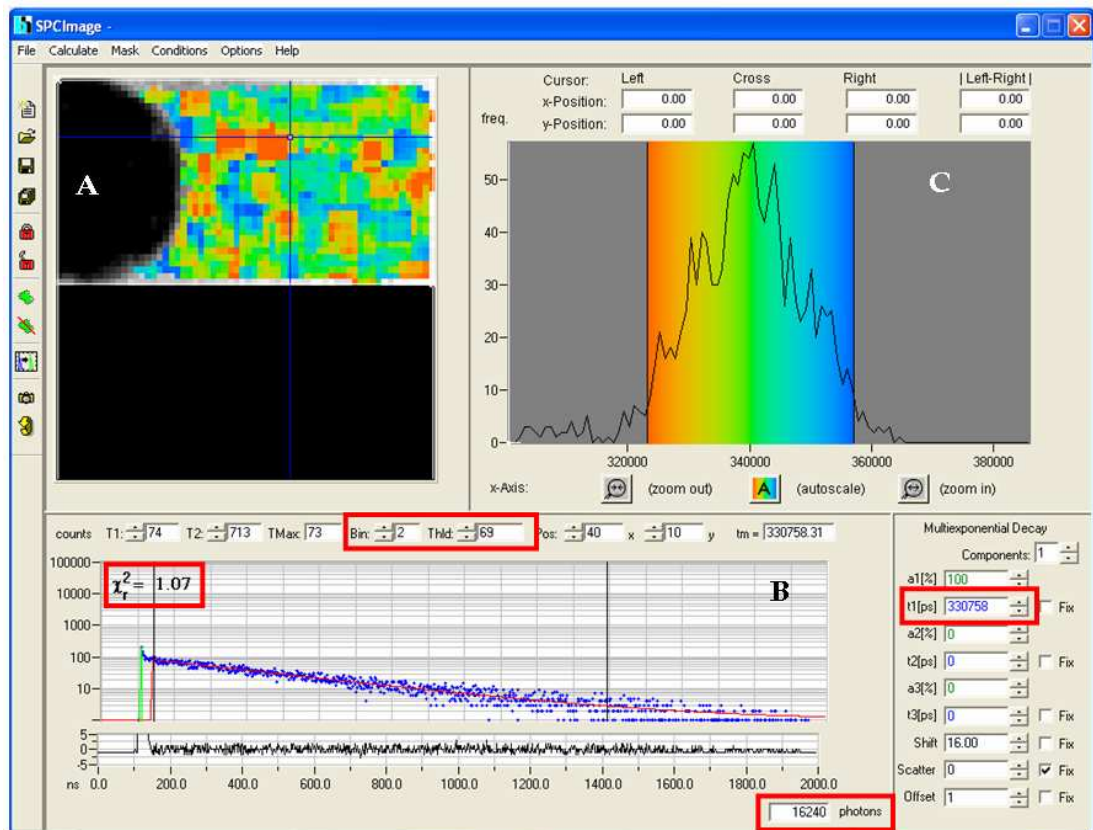 SPCImage -
File Calculate Mask Conditions Options Help
A
Cursor: Left Cross Right | Left-Right |
x-Position: 0.00 0.00 0.00 0.00
freq. y-Position: 0.00 0.00 0.00 0.00
C
50
40
30
20
10
0
320000 340000 360000 380000
x-Axis: (zoom out) A (autoscale) (zoom in)
counts T1: 74 T2: 713 TMax: 73 Bin: 2 Thld: 69 Pos: 40 x 10 y tm = 330758.31
100000
10000
1000
100
10
χr2 = 1.07
B
5
0
-5
ns 0.0 200.0 400.0 600.0 800.0 1000.0 1200.0 1400.0 1600.0 1800.0 2000.0
16240 photons
Multiexponential Decay
Components: 1
a1[%] 100
t1[ps] 330758 Fix
a2[%] 0
t2[ps] 0 Fix
a3[%] 0
t3[ps] 0 Fix
Shift 16.00 Fix
Scatter 0 Fix
Offset 1 Fix